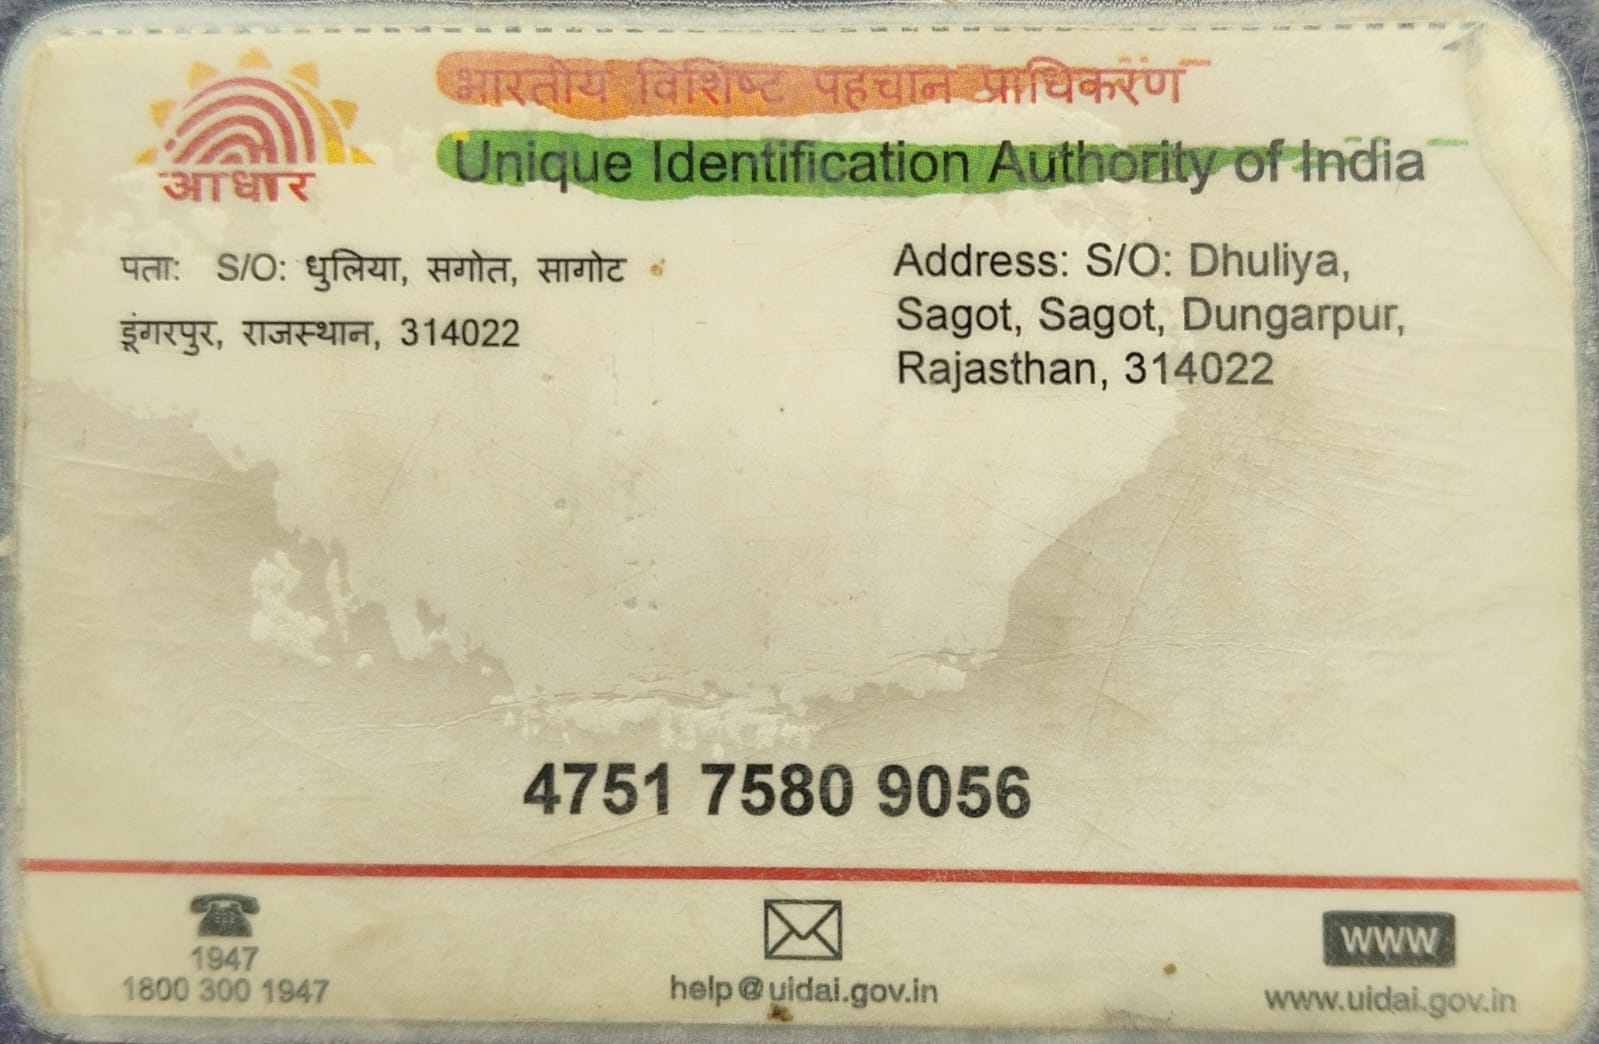 आधार
भारतीय विशिष्ट पहचान प्राधिकरण
Unique Identification Authority of India
पता: S/O: धुलिया, सगोत, सागोट
डूंगरपुर, राजस्थान, 314022
Address: S/O: Dhuliya,
Sagot, Sagot, Dungarpur,
Rajasthan, 314022
4751 7580 9056
1947
1800 300 1947
help@uidai.gov.in
WWW
www.uidai.gov.in